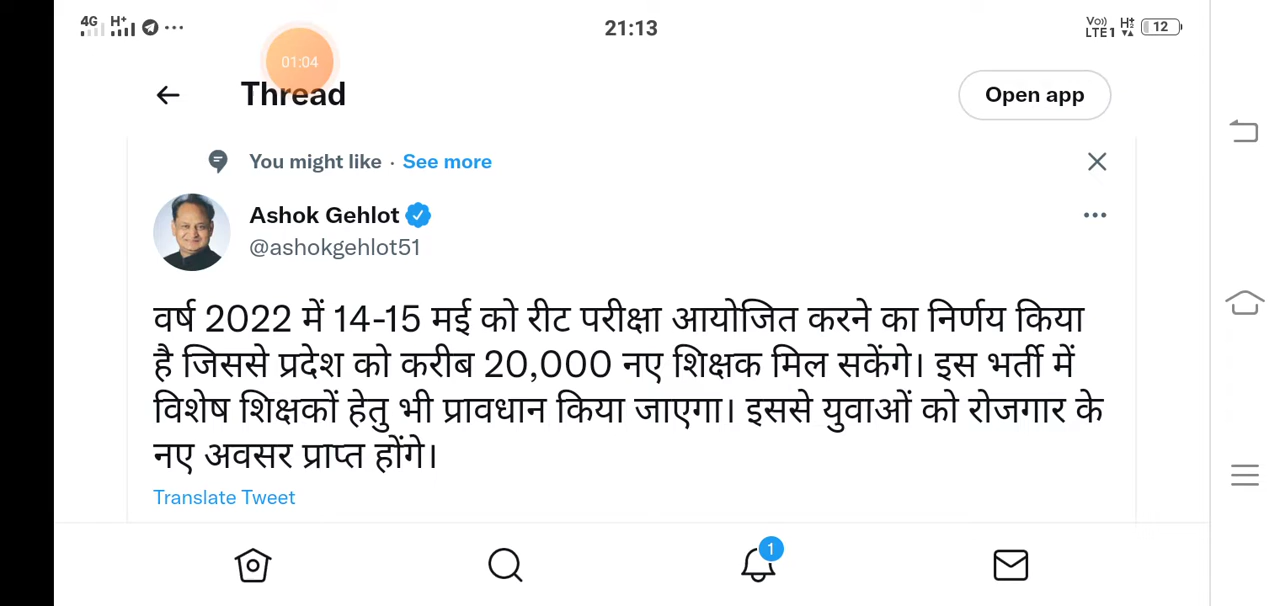 4G H+ ... 21:13 Vo)) LTE1 H‡ 12
01:04
Thread
Open app
You might like · See more
Ashok Gehlot
@ashokgehlot51
वर्ष 2022 में 14-15 मई को रीट परीक्षा आयोजित करने का निर्णय किया
है जिससे प्रदेश को करीब 20,000 नए शिक्षक मिल सकेंगे। इस भर्ती में
विशेष शिक्षकों हेतु भी प्रावधान किया जाएगा। इससे युवाओं को रोजगार के
नए अवसर प्राप्त होंगे।
Translate Tweet
1